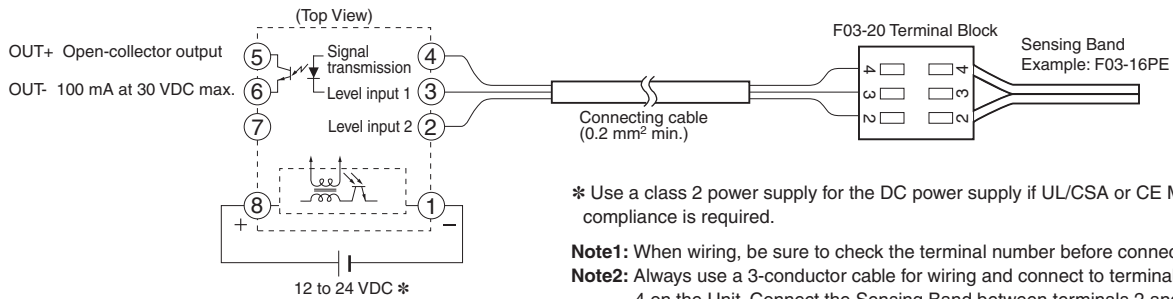 (Top View)
OUT+ Open-collector output
5
Signal
transmission
4
OUT- 100 mA at 30 VDC max.
6
Level input 1
3
7
Level input 2
2
8
1
+
−
12 to 24 VDC ✻
Connecting cable
(0.2 mm² min.)
F03-20 Terminal Block
4
4
3
3
2
2
Sensing Band
Example: F03-16PE
✻ Use a class 2 power supply for the DC power supply if UL/CSA or CE
compliance is required.
Note1: When wiring, be sure to check the terminal number before
Note2: Always use a 3-conductor cable for wiring and connect to
4 on the Unit. Connect the Sensing Band between terminals 2